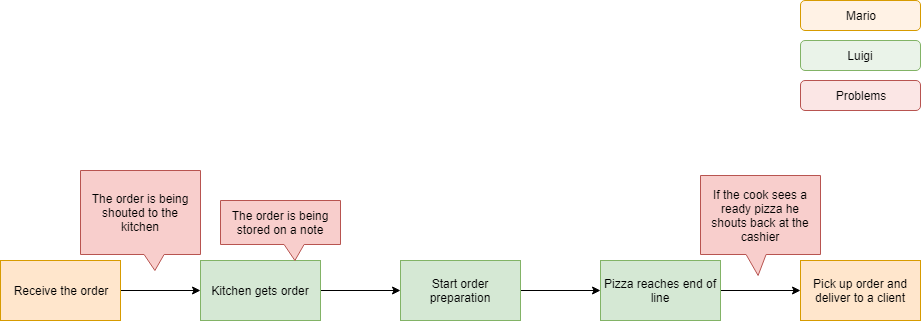 Mario
Luigi
Problems
The order is being
shouted to the
kitchen
The order is being
stored on a note
If the cook sees a
ready pizza he
shouts back at the
cashier
Receive the order
Kitchen gets order
Start order
preparation
Pizza reaches end of
line
Pick up order and
deliver to a client